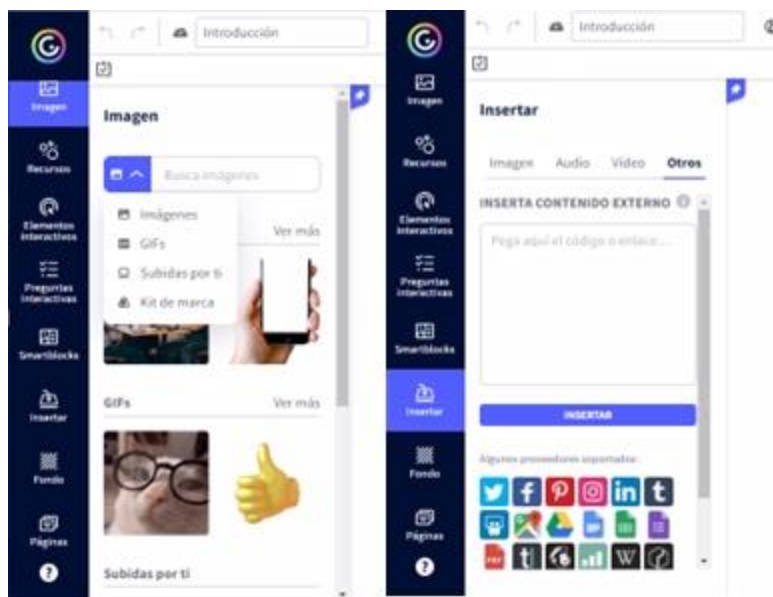 Introducción
Imagen
Imagen
Recursos
Busca imágenes
Imágenes
GIFs
Subidas por ti
Kit de marca
Ver más
Elementos
interactivos
Preguntas
interactivas
Smartblocks
Insertar
GIFs
Ver más
Fondo
Páginas
?
Subidas por ti
Introducción
Imagen
Insertar
Recursos
Imagen
Audio
Video
Otros
INSERTA CONTENIDO EXTERNO
Elementos
interactivos
Pega aquí el código o enlace...
Preguntas
interactivas
Smartblocks
Insertar
INSERTAR
Fondo
Algunos proveedores soportados:
Páginas
?
f
in
t
PDF
W